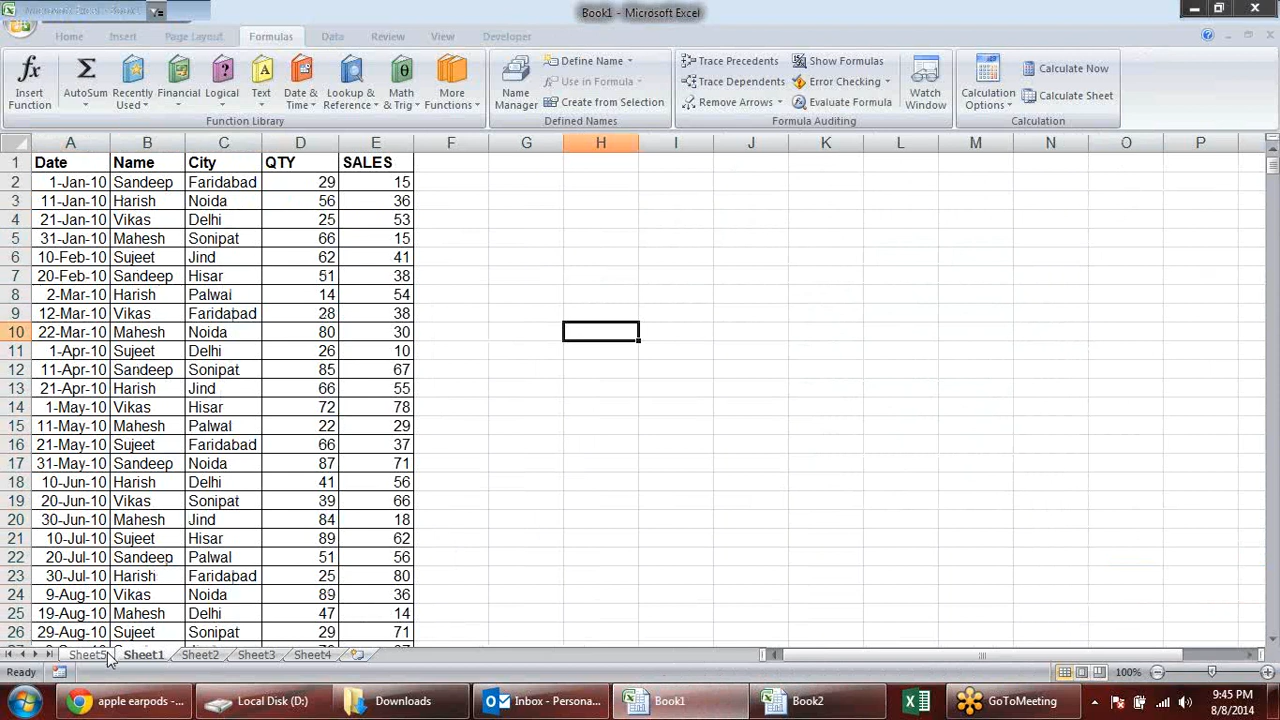 Book1 - Microsoft Excel
Home Insert Page Layout Formulas Data Review View Developer
fx Insert Function
Σ AutoSum
Recently Used
Financial
Logical
Text
Date & Time
Lookup & Reference
Math & Trig
More Functions
Function Library
Name Manager
Define Name
Use in Formula
Create from Selection
Defined Names
Trace Precedents
Trace Dependents
Remove Arrows
Show Formulas
Error Checking
Evaluate Formula
Formula Auditing
Watch Window
Calculation Options
Calculate Now
Calculate Sheet
Calculation
A B C D E F G H I J K L M N O P
1 Date Name City QTY SALES
2 1-Jan-10 Sandeep Faridabad 29 15
3 11-Jan-10 Harish Noida 56 36
4 21-Jan-10 Vikas Delhi 25 53
5 31-Jan-10 Mahesh Sonipat 66 15
6 10-Feb-10 Sujeet Jind 62 41
7 20-Feb-10 Sandeep Hisar 51 38
8 2-Mar-10 Harish Palwal 14 54
9 12-Mar-10 Vikas Faridabad 28 38
10 22-Mar-10 Mahesh Noida 80 30
11 1-Apr-10 Sujeet Delhi 26 10
12 11-Apr-10 Sandeep Sonipat 85 67
13 21-Apr-10 Harish Jind 66 55
14 1-May-10 Vikas Hisar 72 78
15 11-May-10 Mahesh Palwal 22 29
16 21-May-10 Sujeet Faridabad 66 37
17 31-May-10 Sandeep Noida 87 71
18 10-Jun-10 Harish Delhi 41 56
19 20-Jun-10 Vikas Sonipat 39 66
20 30-Jun-10 Mahesh Jind 84 18
21 10-Jul-10 Sujeet Hisar 89 62
22 20-Jul-10 Sandeep Palwal 51 56
23 30-Jul-10 Harish Faridabad 25 80
24 9-Aug-10 Vikas Noida 89 36
25 19-Aug-10 Mahesh Delhi 47 14
26 29-Aug-10 Sujeet Sonipat 29 71
Sheet5 Sheet1 Sheet2 Sheet3 Sheet4
Ready 100%
apple earpods -... Local Disk (D:) Downloads Inbox - Persona... Book1 Book2 GoToMeeting
9:45 PM
8/8/2014